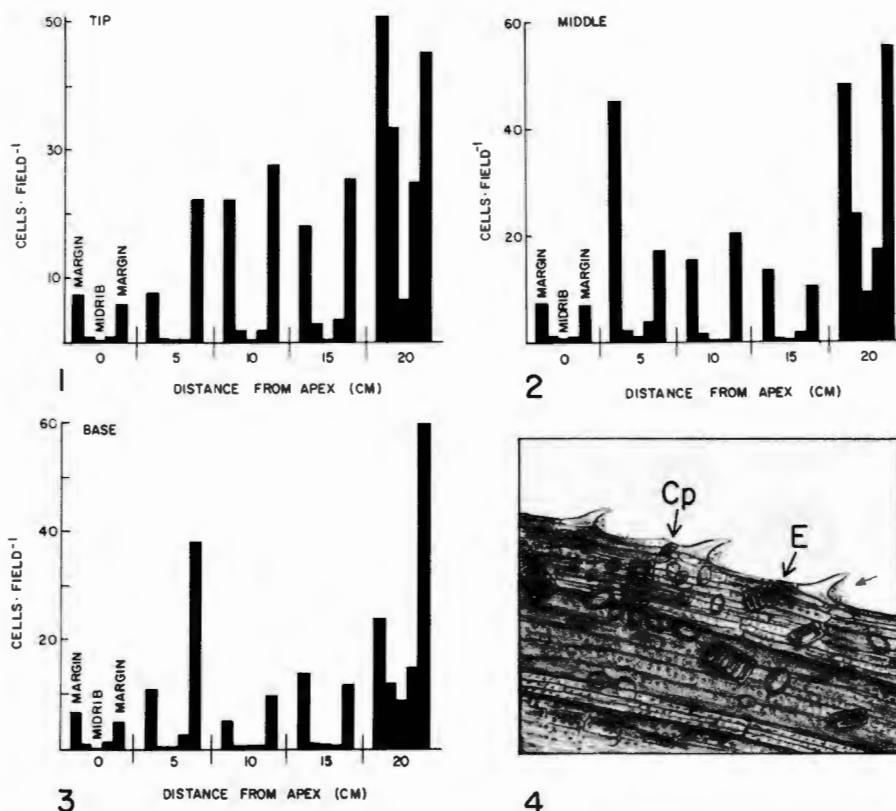 TIP
50
30
10
CELLS·FIELD⁻¹
MARGIN
MIDRIB
MARGIN
0 5 10 15 20
DISTANCE FROM APEX (CM)
1
MIDDLE
60
40
20
CELLS·FIELD⁻¹
MARGIN
MIDRIB
MARGIN
0 5 10 15 20
DISTANCE FROM APEX (CM)
2
BASE
60
40
20
CELLS·FIELD⁻¹
MARGIN
MIDRIB
MARGIN
0 5 10 15 20
DISTANCE FROM APEX (CM)
3
Cp
E
4